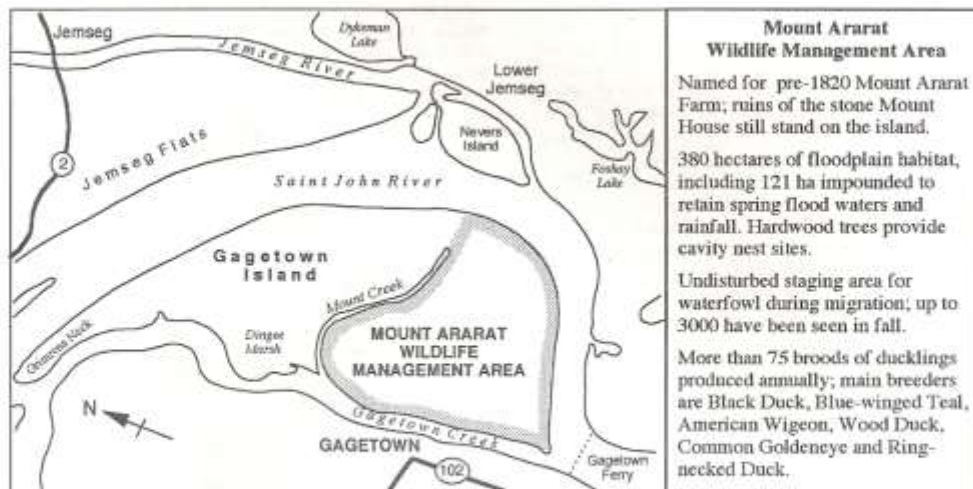 Jemseg
Dykeman
Lake
Jemseg River
Lower
Jemseg
Nevers
Island
Foshay
Lake
2
Jemseg Flats
Saint John River
Gagetown
Island
Mount Creek
Grimross Neck
Dingee
Marsh
MOUNT ARARAT
WILDLIFE
MANAGEMENT AREA
N
Gagetown Creek
GAGETOWN
102
Gagetown
Ferry
Mount Ararat
Wildlife Management Area
Named for pre-1820 Mount Ararat
Farm; ruins of the stone Mount
House still stand on the island.
380 hectares of floodplain habitat,
including 121 ha impounded to
retain spring flood waters and
rainfall. Hardwood trees provide
cavity nest sites.
Undisturbed staging area for
waterfowl during migration; up to
3000 have been seen in fall.
More than 75 broods of ducklings
produced annually; main breeders
are Black Duck, Blue-winged Teal,
American Wigeon, Wood Duck,
Common Goldeneye and Ring-
necked Duck.